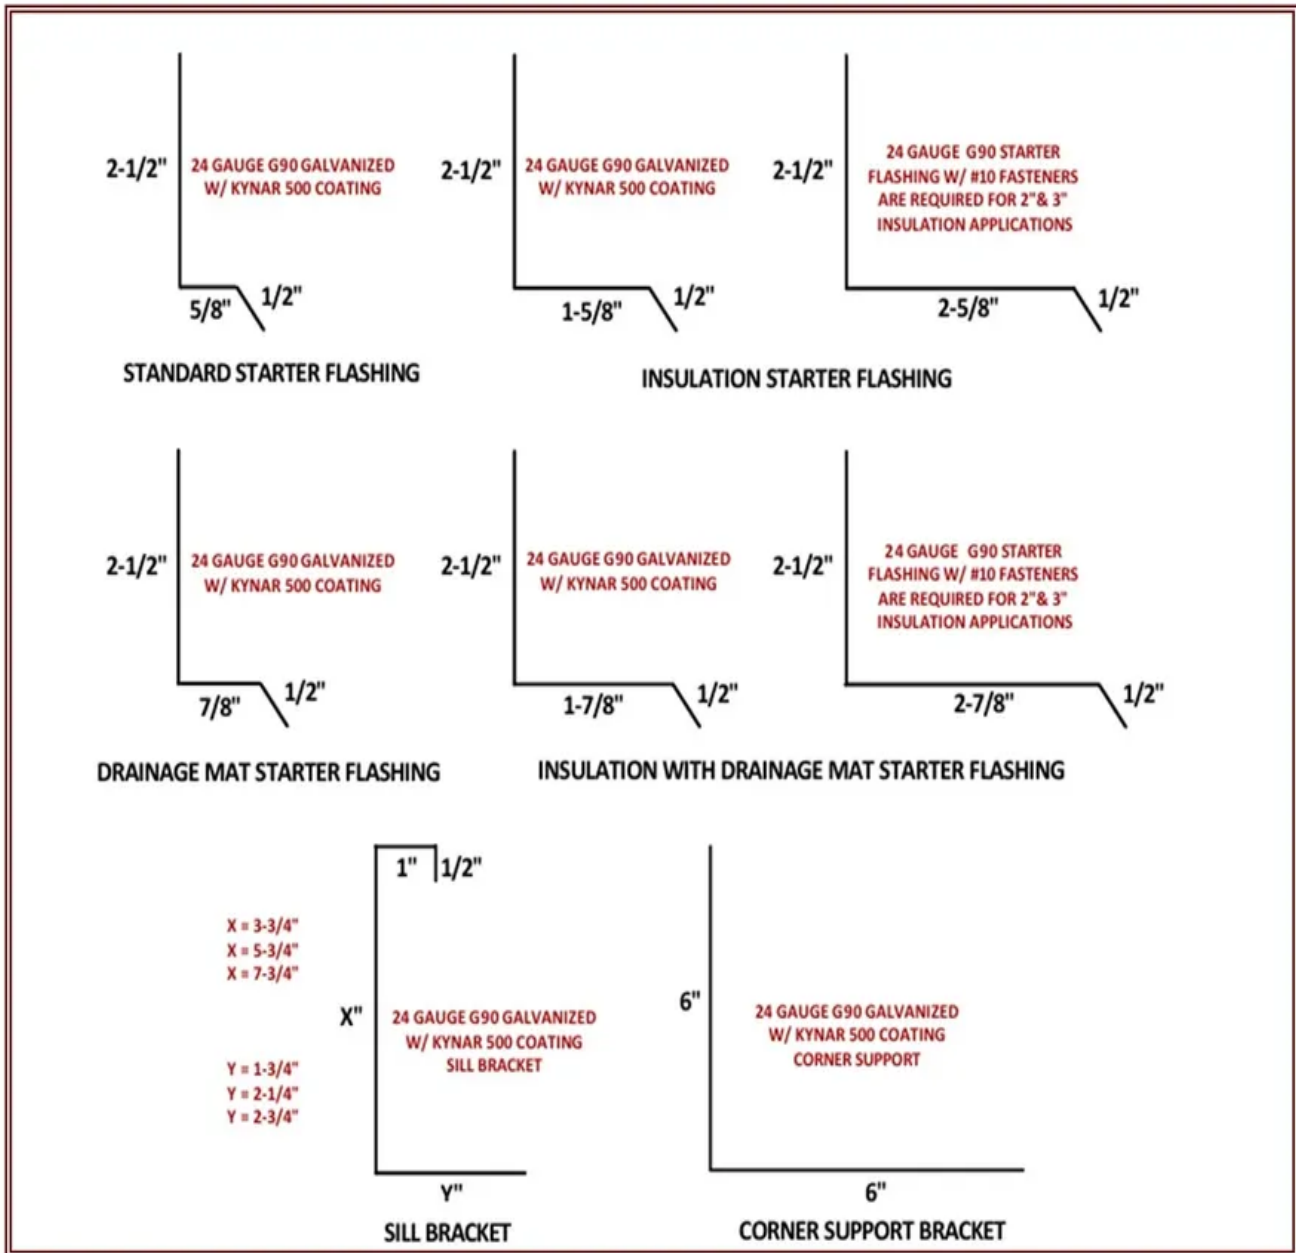 2-1/2"
24 GAUGE G90 GALVANIZED
W/ KYNAR 500 COATING
5/8"
1/2"
2-1/2"
24 GAUGE G90 GALVANIZED
W/ KYNAR 500 COATING
1-5/8"
1/2"
2-1/2"
24 GAUGE G90 STARTER
FLASHING W/ #10 FASTENERS
ARE REQUIRED FOR 2"& 3"
INSULATION APPLICATIONS
2-5/8"
1/2"
STANDARD STARTER FLASHING
INSULATION STARTER FLASHING
2-1/2"
24 GAUGE G90 GALVANIZED
W/ KYNAR 500 COATING
7/8"
1/2"
2-1/2"
24 GAUGE G90 GALVANIZED
W/ KYNAR 500 COATING
1-7/8"
1/2"
2-1/2"
24 GAUGE G90 STARTER
FLASHING W/ #10 FASTENERS
ARE REQUIRED FOR 2"& 3"
INSULATION APPLICATIONS
2-7/8"
1/2"
DRAINAGE MAT STARTER FLASHING
INSULATION WITH DRAINAGE MAT STARTER FLASHING
1"
1/2"
X = 3-3/4"
X = 5-3/4"
X = 7-3/4"
X"
Y = 1-3/4"
Y = 2-1/4"
Y = 2-3/4"
24 GAUGE G90 GALVANIZED
W/ KYNAR 500 COATING
SILL BRACKET
Y"
SILL BRACKET
6"
24 GAUGE G90 GALVANIZED
W/ KYNAR 500 COATING
CORNER SUPPORT
6"
CORNER SUPPORT BRACKET